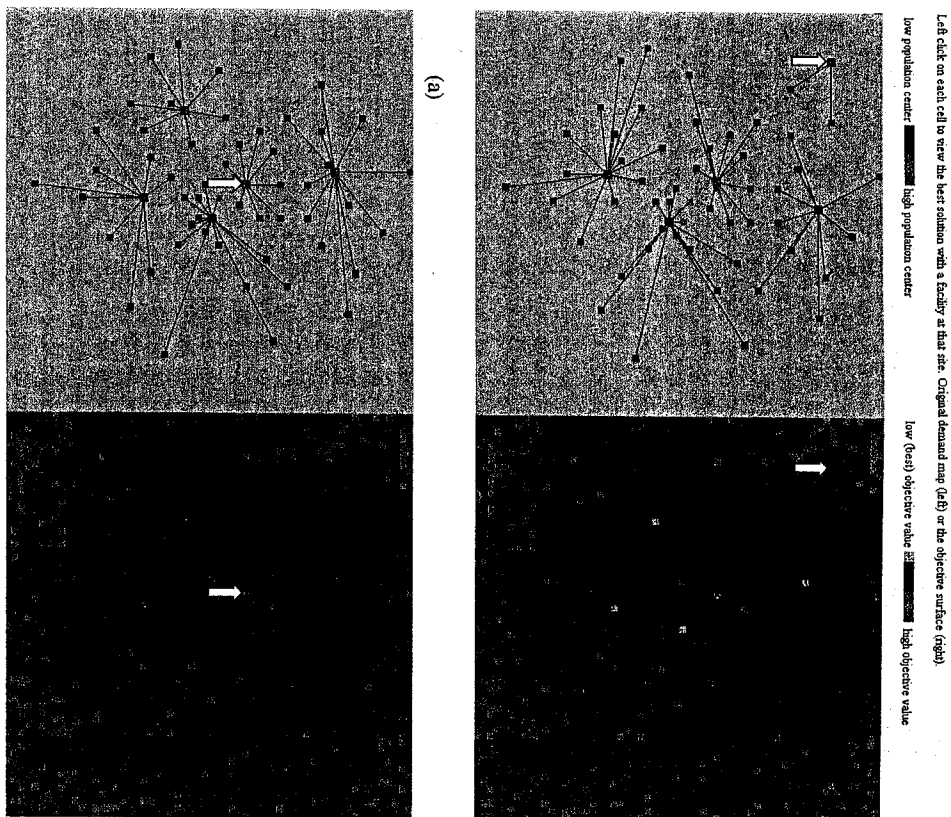 Left click on each cell to view the best solution with a facility at that site. Original demand map (left) or the objective surface (right).
low population center high population center
low (best) objective value high objective value
(a)